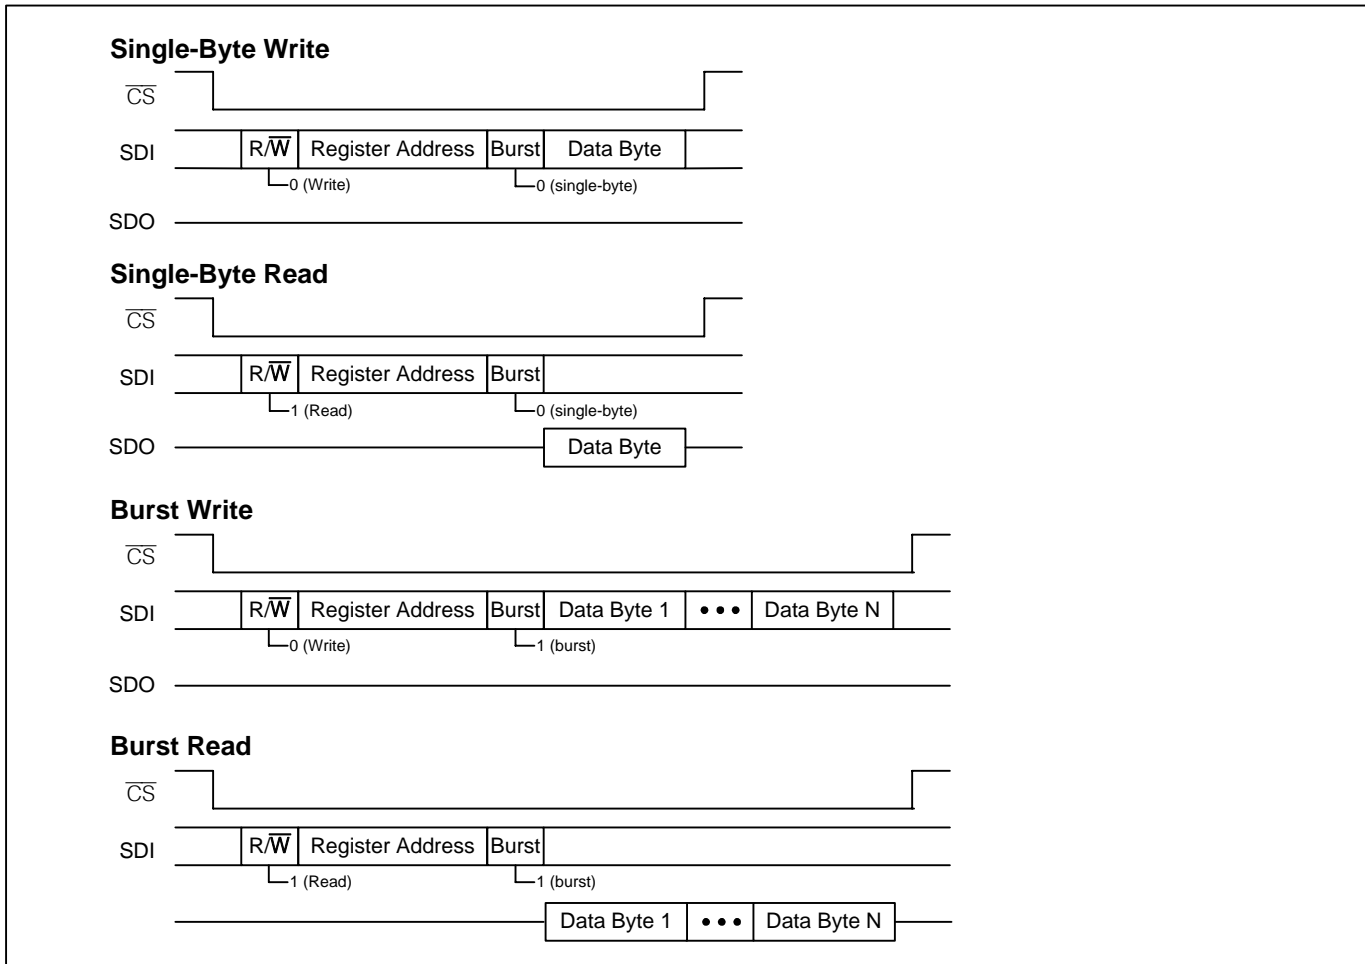 Single-Byte Write
CS
SDI R/W Register Address Burst Data Byte
0 (Write) 0 (single-byte)
SDO
Single-Byte Read
CS
SDI R/W Register Address Burst
1 (Read) 0 (single-byte)
SDO Data Byte
Burst Write
CS
SDI R/W Register Address Burst Data Byte 1 ••• Data Byte N
0 (Write) 1 (burst)
SDO
Burst Read
CS
SDI R/W Register Address Burst
1 (Read) 1 (burst)
Data Byte 1 ••• Data Byte N